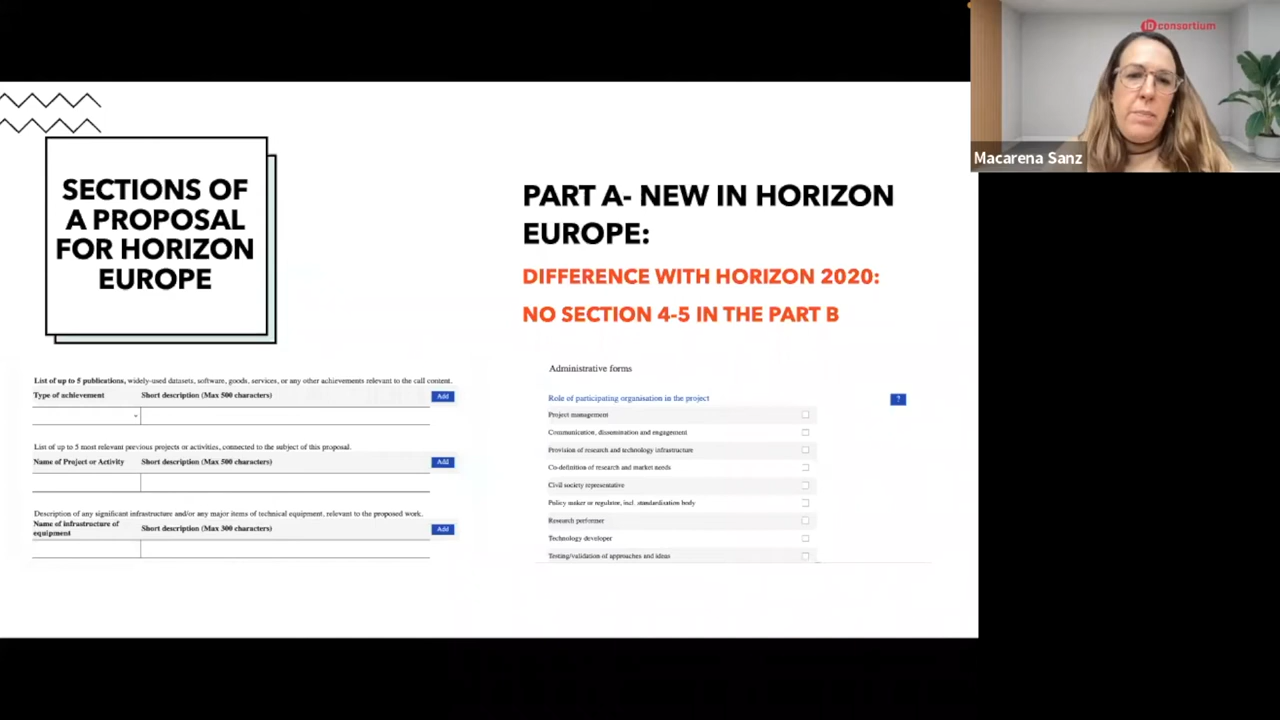 iDconsortium
Macarena Sanz
SECTIONS OF
A PROPOSAL
FOR HORIZON
EUROPE
PART A- NEW IN HORIZON
EUROPE:
DIFFERENCE WITH HORIZON 2020:
NO SECTION 4-5 IN THE PART B
List of up to 5 publications, widely-used datasets, software, goods, services, or any other achievements relevant to the call content.
Type of achievement Short description (Max 500 characters) Add
List of up to 5 most relevant previous projects or activities, connected to the subject of this proposal.
Name of Project or Activity Short description (Max 500 characters) Add
Description of any significant infrastructure and/or any major items of technical equipment, relevant to the proposed work.
Name of infrastructure of
equipment Short description (Max 300 characters) Add
Administrative forms
Role of participating organisation in the project ?
Project management
Communication, dissemination and engagement
Provision of research and technology infrastructure
Co-definition of research and market needs
Civil society representative
Policy maker or regulator, incl. standardisation body
Research performer
Technology developer
Testing/validation of approaches and ideas